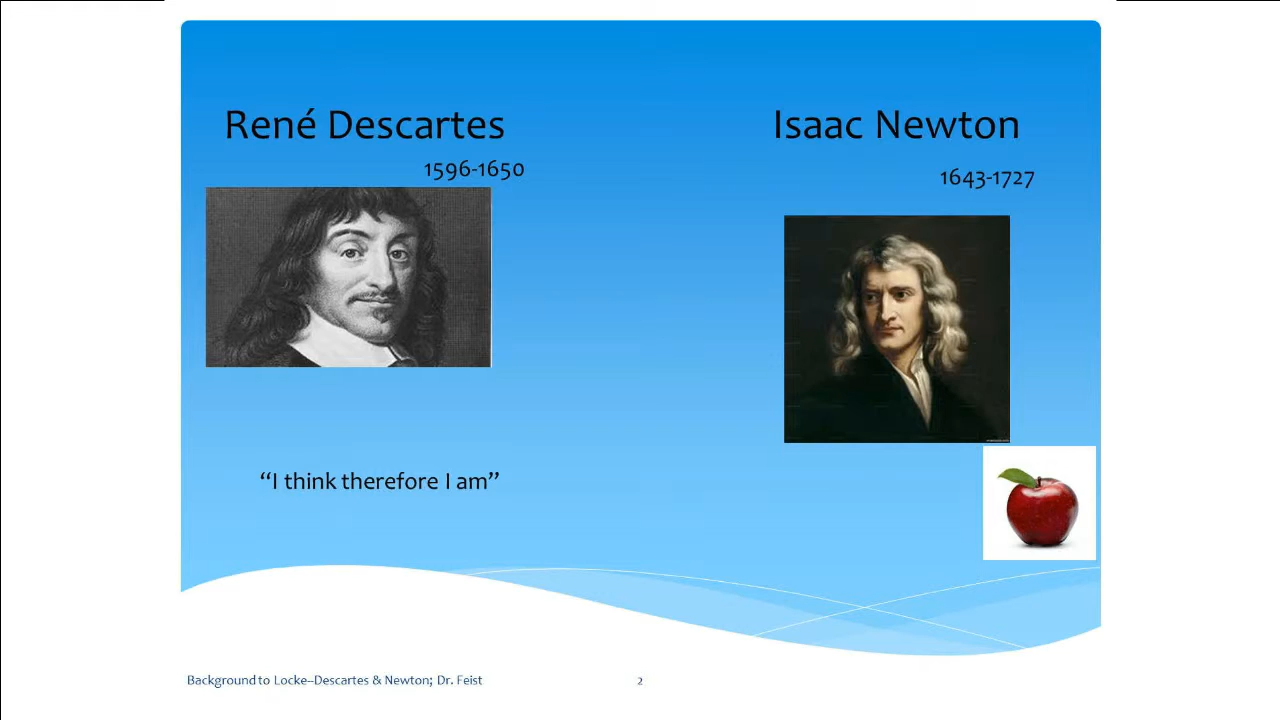 René Descartes
1596-1650
Isaac Newton
1643-1727
“I think therefore I am”
Background to Locke--Descartes & Newton; Dr. Feist
2